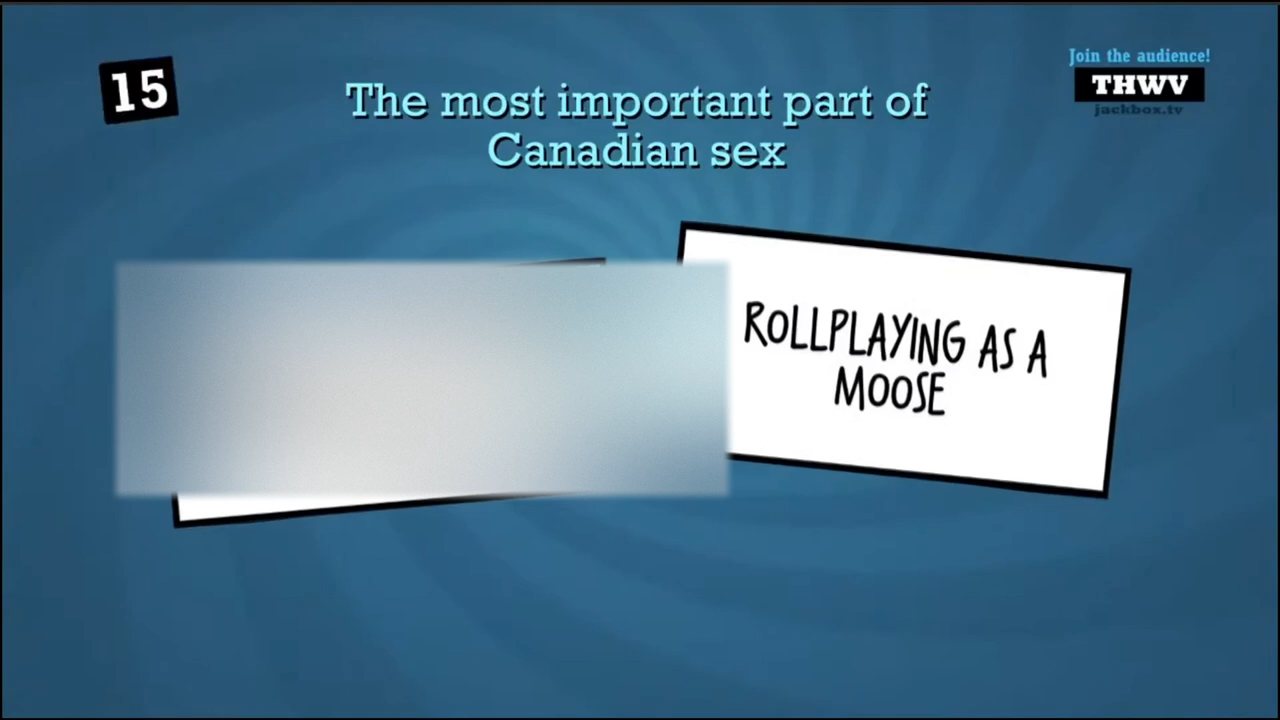 15
Join the audience!
THWV
jackbox.tv
The most important part of
Canadian sex
ROLLPLAYING AS A
MOOSE